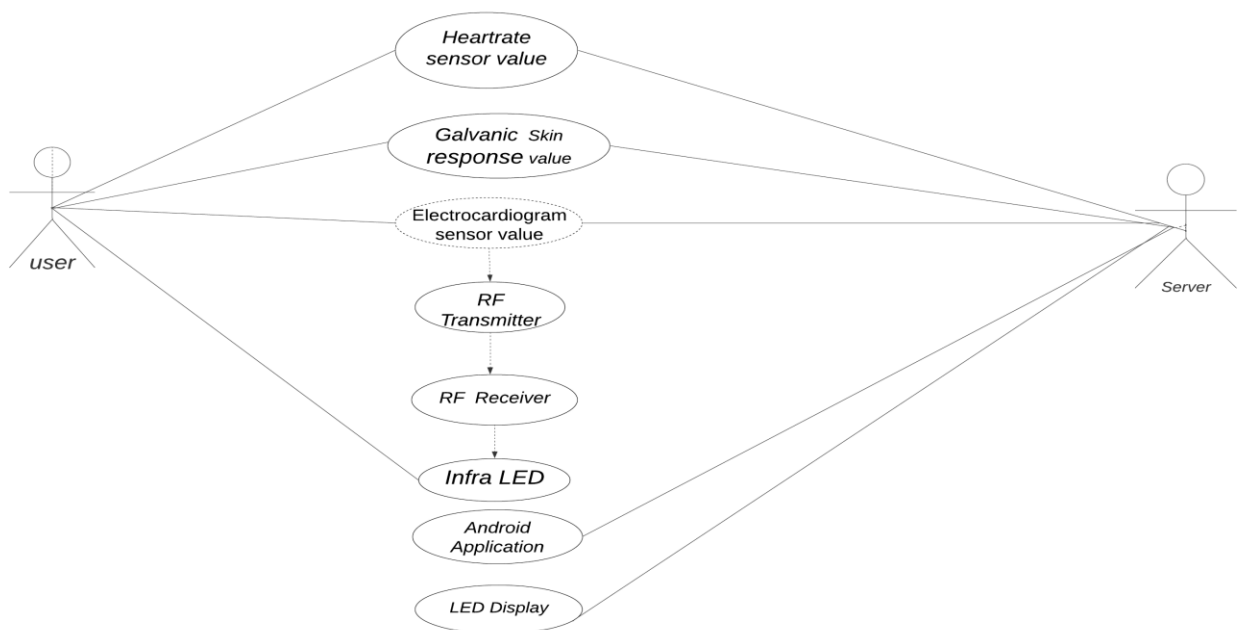 Heartrate
sensor value
Galvanic Skin
response value
Electrocardiogram
sensor value
user
Server
RF
Transmitter
RF Receiver
Infra LED
Android
Application
LED Display